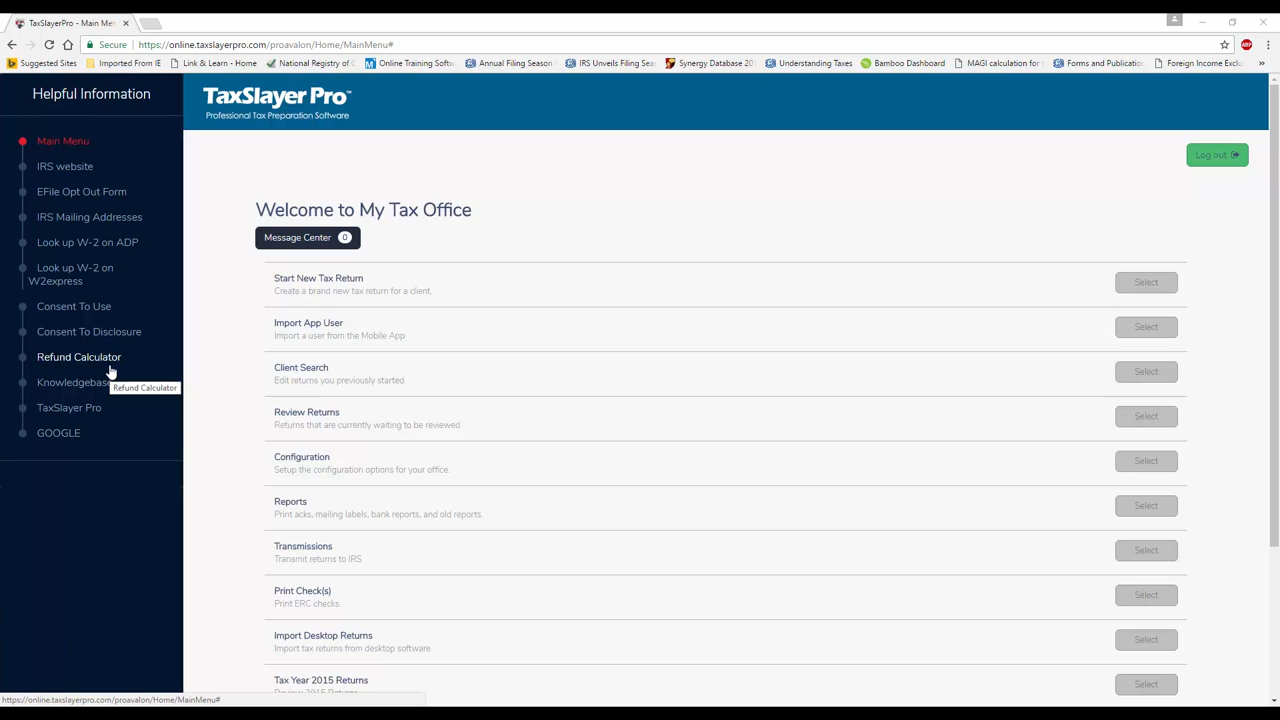 TaxSlayerPro - Main Men
Secure
https://online.taxslayerpro.com/proavalon/Home/MainMenu#
Suggested Sites
Imported From IE
Link & Learn - Home
National Registry of C
Online Training Softw
Annual Filing Season
IRS Unveils Filing Sea
Synergy Database 20
Understanding Taxes
Bamboo Dashboard
MAGI calculation for
Forms and Publicatio
Foreign Income Exclu
ABP
Helpful Information
Main Menu
IRS website
EFile Opt Out Form
IRS Mailing Addresses
Look up W-2 on ADP
Look up W-2 on
W2express
Consent To Use
Consent To Disclosure
Refund Calculator
Knowledgebase
Refund Calculator
TaxSlayer Pro
GOOGLE
TaxSlayer Pro™
Professional Tax Preparation Software
Log out
Welcome to My Tax Office
Message Center 0
Start New Tax Return
Create a brand new tax return for a client.
Select
Import App User
Import a user from the Mobile App
Select
Client Search
Edit returns you previously started.
Select
Review Returns
Returns that are currently waiting to be reviewed
Select
Configuration
Setup the configuration options for your office.
Select
Reports
Print acks, mailing labels, bank reports, and old reports.
Select
Transmissions
Transmit returns to IRS
Select
Print Check(s)
Print ERC checks.
Select
Import Desktop Returns
Import tax returns from desktop software
Select
Tax Year 2015 Returns
Review 2015 Returns
Select
https://online.taxslayerpro.com/proavalon/Home/MainMenu#